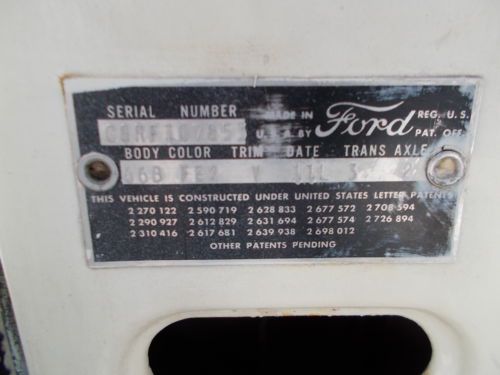 SERIAL NUMBER MADE IN Ford REG. U. S.
U. S. A. BY PAT. OFF.
BODY COLOR TRIM DATE TRANS AXLE
THIS VEHICLE IS CONSTRUCTED UNDER UNITED STATES LETTER PATENTS
2 270 122 2 590 719 2 628 833 2 677 572 2 708 594
2 290 927 2 612 829 2 631 694 2 677 574 2 726 894
2 310 416 2 617 681 2 639 938 2 698 012
OTHER PATENTS PENDING